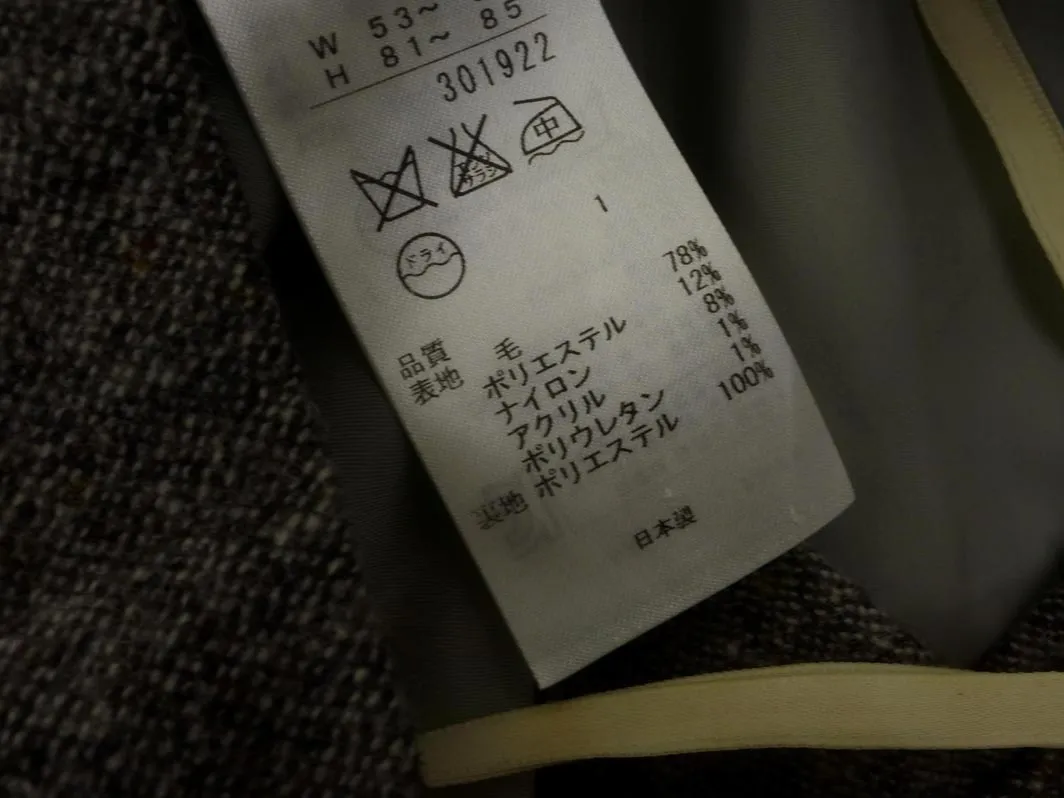 W 53~
H 81~ 85
301922
中
1
ドライ
品質
表地 毛 78%
ポリエステル 12%
ナイロン 8%
アクリル 1%
ポリウレタン 1%
裏地 ポリエステル 100%
日本製